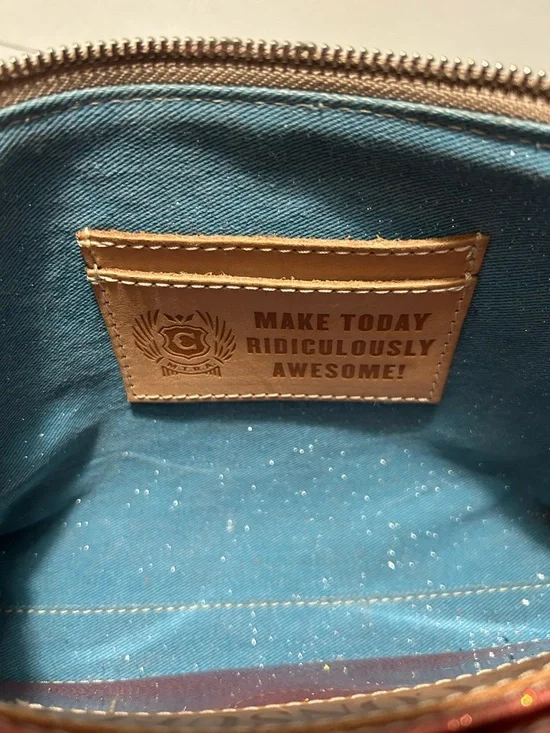 C
M.T.R.A.
MAKE TODAY
RIDICULOUSLY
AWESOME!